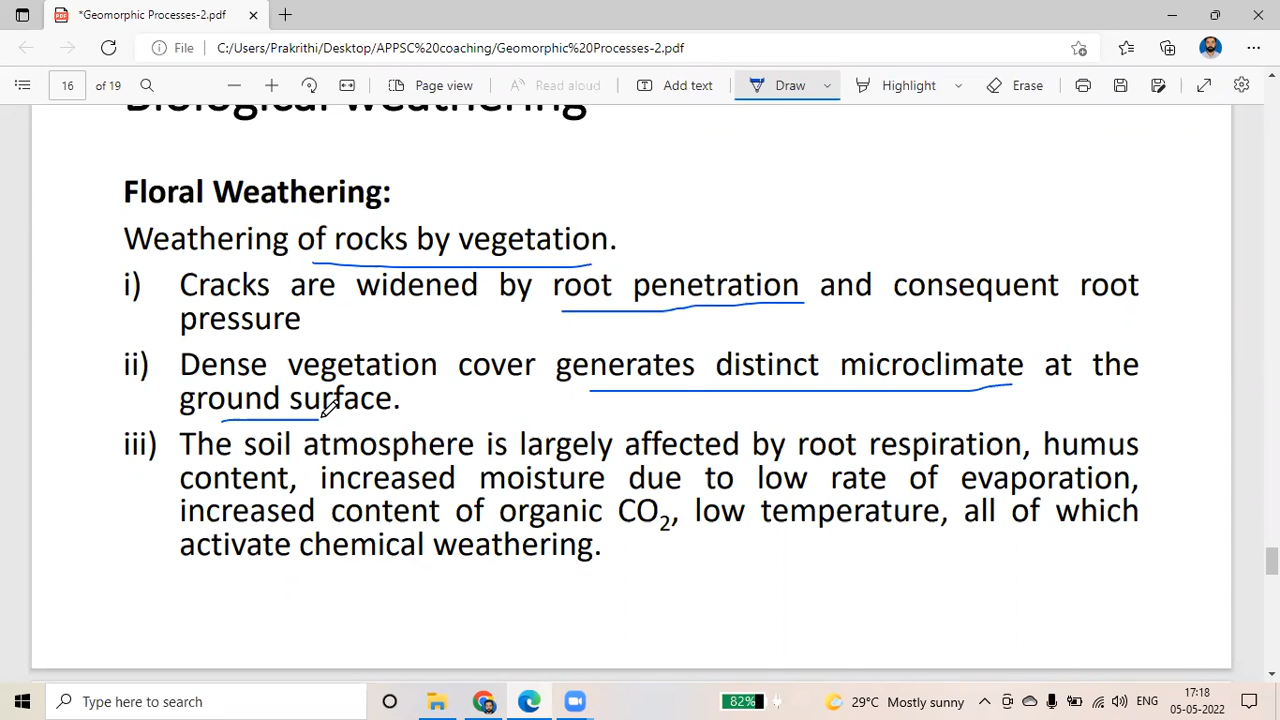 *Geomorphic Processes-2.pdf
File C:/Users/Prakrithi/Desktop/APPSC%20coaching/Geomorphic%20Processes-2.pdf
16 of 19 Page view Read aloud Add text Draw Highlight Erase
Biological weathering
Floral Weathering:
Weathering of rocks by vegetation.
i) Cracks are widened by root penetration and consequent root
pressure
ii) Dense vegetation cover generates distinct microclimate at the
ground surface.
iii) The soil atmosphere is largely affected by root respiration, humus
content, increased moisture due to low rate of evaporation,
increased content of organic CO₂, low temperature, all of which
activate chemical weathering.
Type here to search 82% 29°C Mostly sunny ENG 7:18
05-05-2022